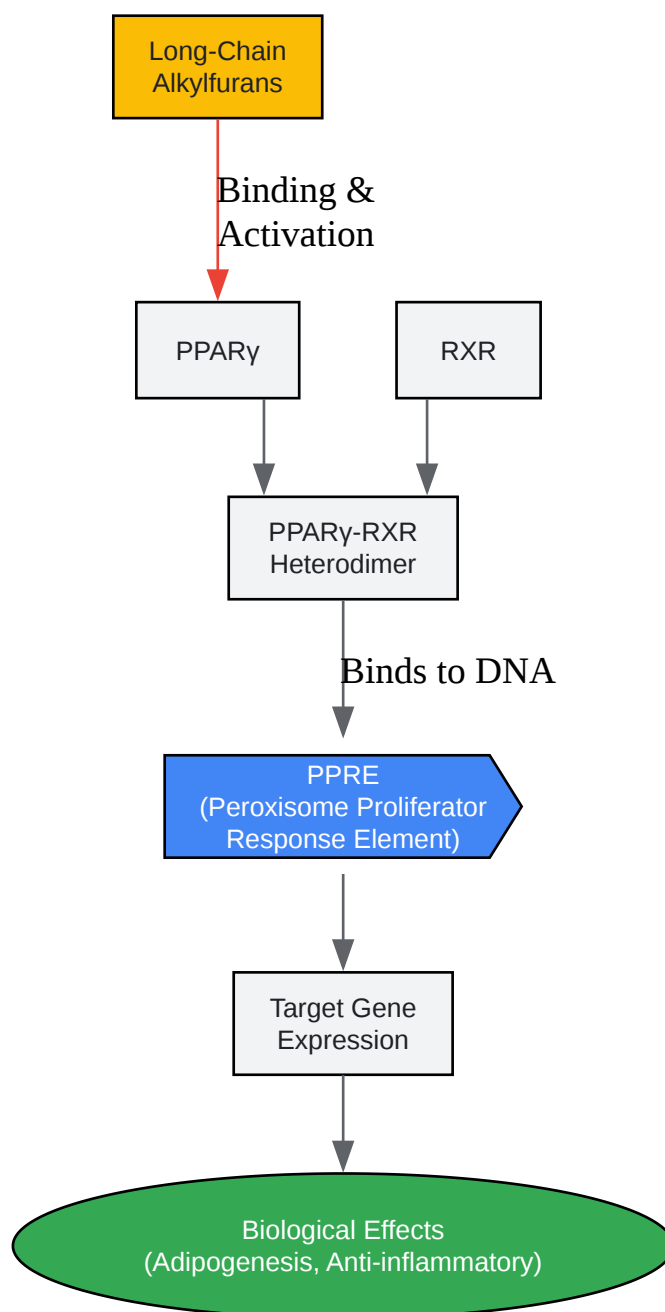 Long-Chain
Alkylfurans
Binding &
Activation
PPARγ
RXR
PPARγ-RXR
Heterodimer
Binds to DNA
PPRE
(Peroxisome Proliferator
Response Element)
Target Gene
Expression
Biological Effects
(Adipogenesis, Anti-inflammatory)